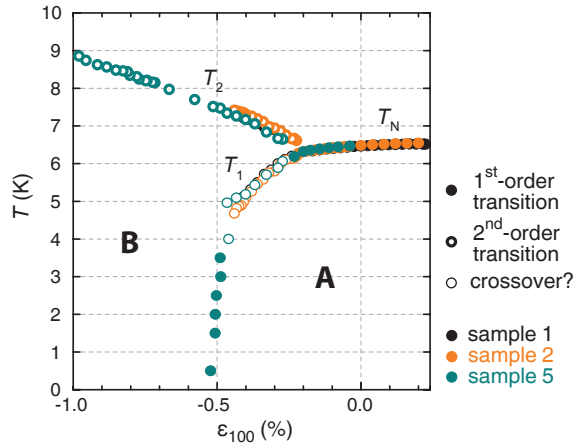 10
9
8
7
6
5
4
3
2
1
0
T (K)
-1.0
-0.5
0.0
ε100 (%)
T2
TN
T1
B
A
1st-order
transition
2nd-order
transition
crossover?
sample 1
sample 2
sample 5